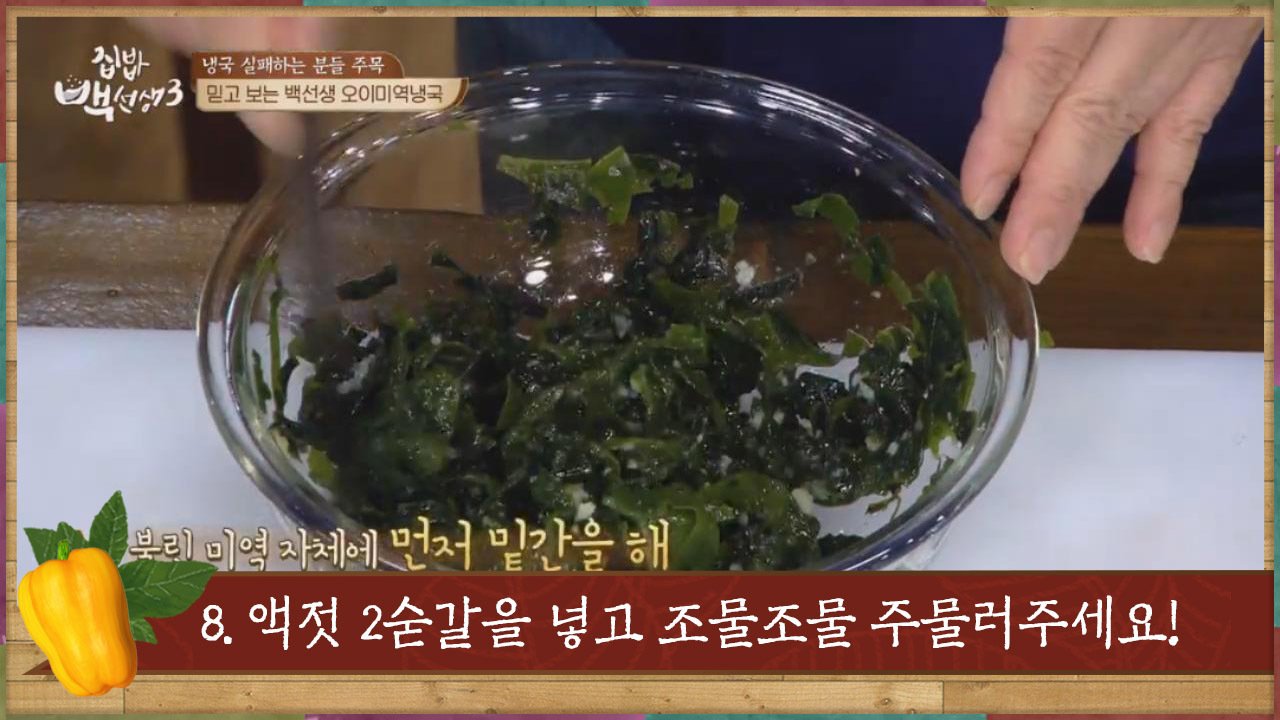 집밥
백선생3
냉국 실패하는 분들 주목
믿고 보는 백선생 오이미역냉국
불린 미역 자체에 먼저 밑간을 해
8. 액젓 2숟갈을 넣고 조물조물 주물러주세요!